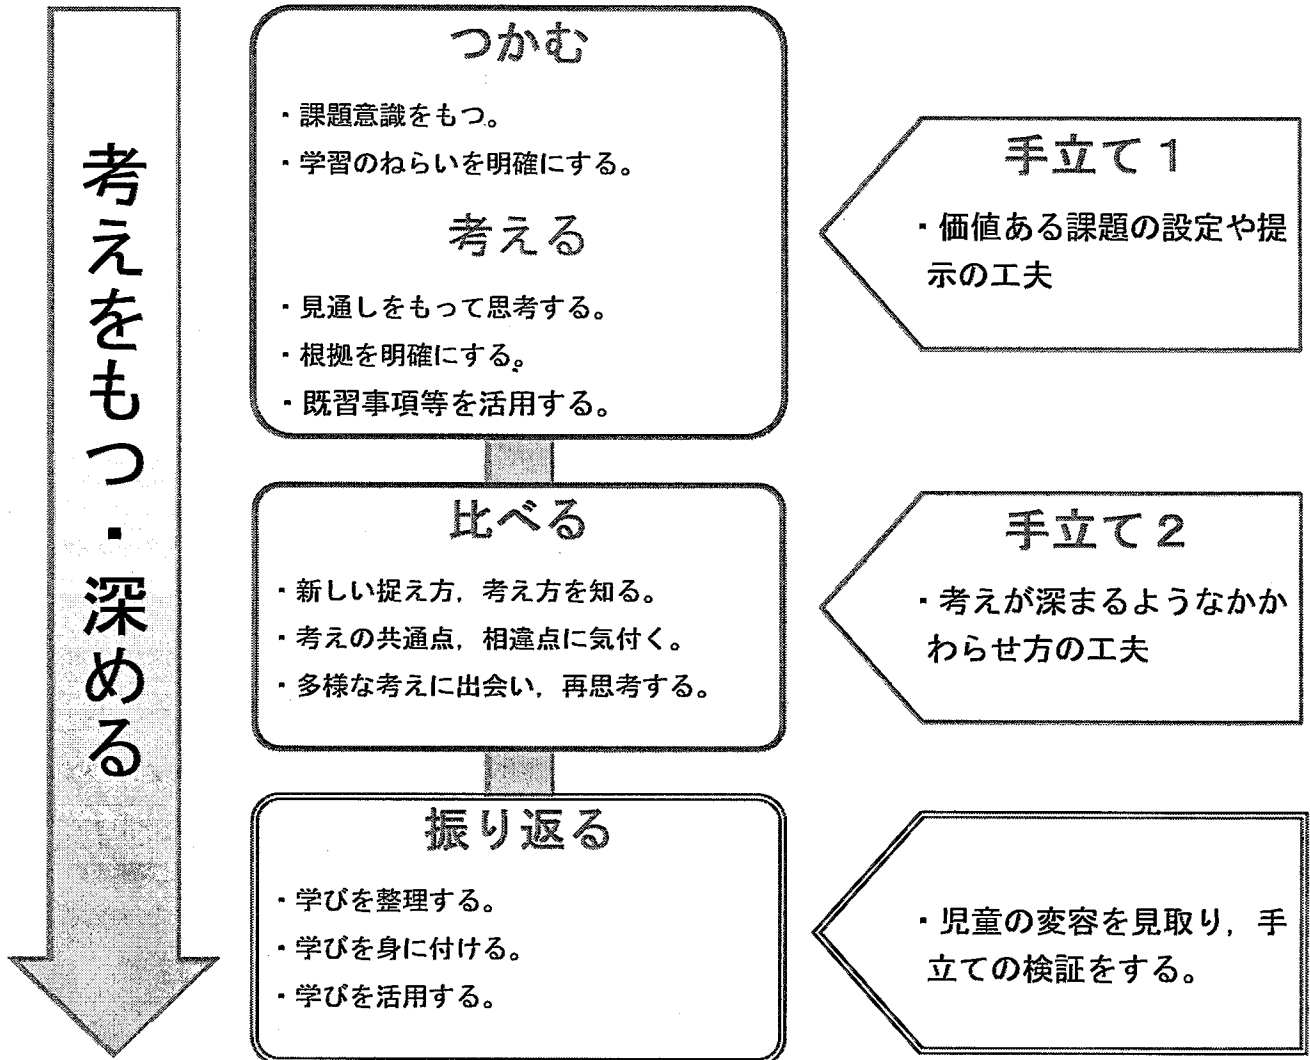 考えをもつ・深める
つかむ
・課題意識をもつ。
・学習のねらいを明確にする。
考える
・見通しをもって思考する。
・根拠を明確にする。
・既習事項等を活用する。
手立て１
・価値ある課題の設定や提
示の工夫
比べる
・新しい捉え方，考え方を知る。
・考えの共通点，相違点に気付く。
・多様な考えに出会い，再思考する。
手立て２
・考えが深まるようなかか
わらせ方の工夫
振り返る
・学びを整理する。
・学びを身に付ける。
・学びを活用する。
・児童の変容を見取り，手
立ての検証をする。